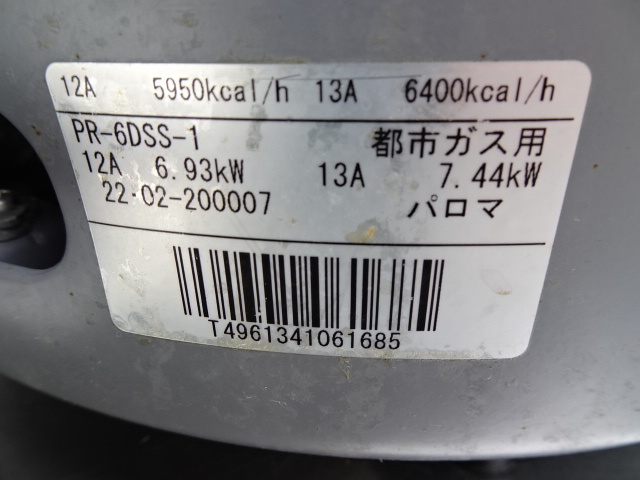 12A 5950kcal/h 13A 6400kcal/h
PR-6DSS-1 都市ガス用
12A 6.93kW 13A 7.44kW
22·02-200007 パロマ
T4961341061685